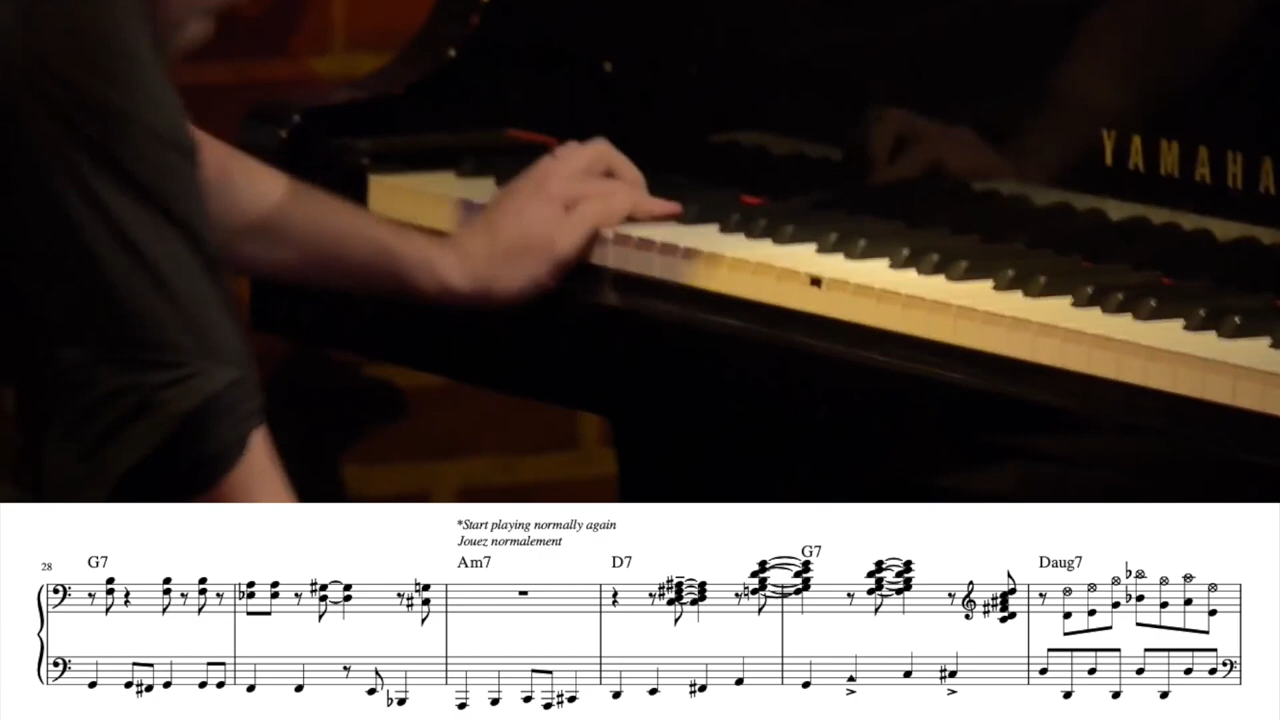 YAMAHA
*Start playing normally again
Jouez normalement
28
G7
Am7
D7
G7
Daug7